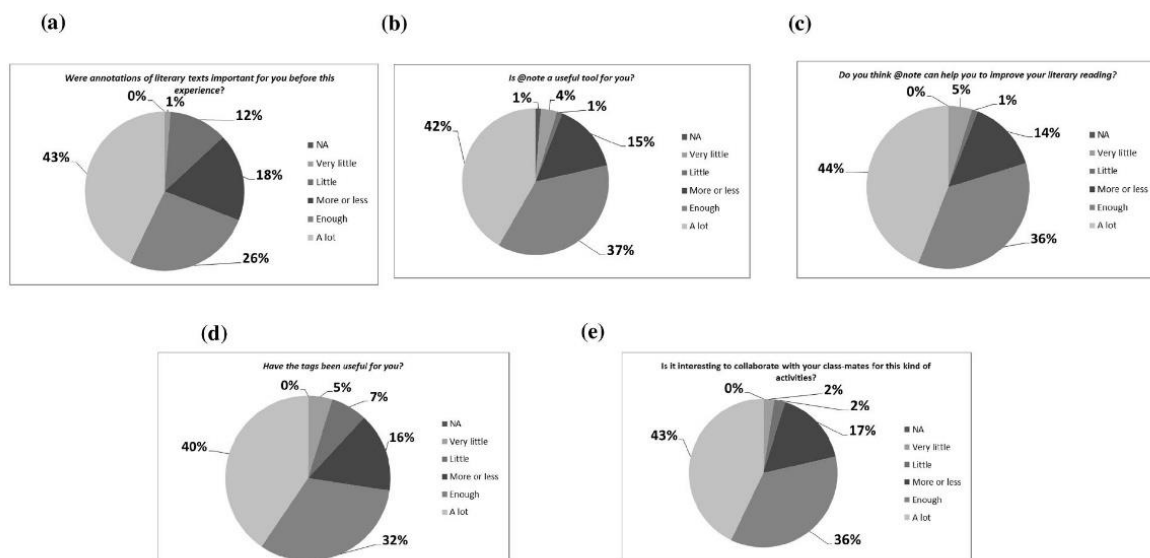 (a)
Were annotations of literary texts important for you before this
experience?
0%
1%
12%
18%
26%
43%
NA
Very little
Little
More or less
Enough
A lot
(b)
Is @note a useful tool for you?
1%
4%
1%
15%
37%
42%
NA
Very little
Little
More or less
Enough
A lot
(c)
Do you think @note can help you to improve your literary reading?
0%
5%
1%
14%
36%
44%
NA
Very little
Little
More or less
Enough
A lot
(d)
Have the tags been useful for you?
0%
5%
7%
16%
32%
40%
NA
Very little
Little
More or less
Enough
A lot
(e)
Is it interesting to collaborate with your class-mates for this kind of
activities?
0%
2%
2%
17%
36%
43%
NA
Very little
Little
More or less
Enough
A lot